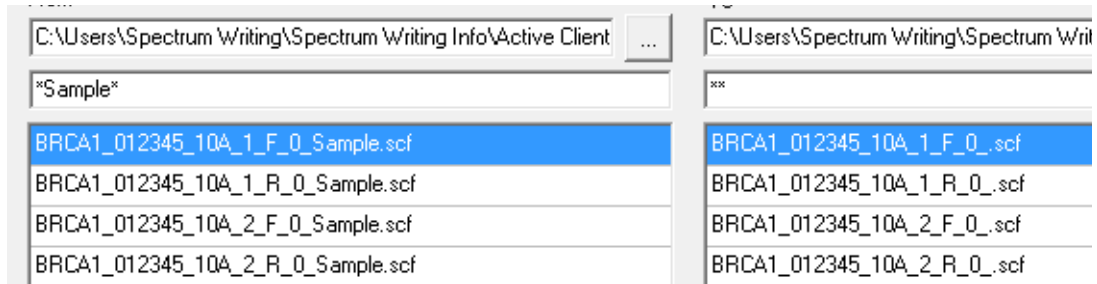 C:\Users\Spectrum Writing\Spectrum Writing Info\Active Client ... C:\Users\Spectrum Writing\Spectrum Writ
*Sample* **
BRCA1_012345_10A_1_F_0_Sample.scf BRCA1_012345_10A_1_F_0_.scf
BRCA1_012345_10A_1_R_0_Sample.scf BRCA1_012345_10A_1_R_0_.scf
BRCA1_012345_10A_2_F_0_Sample.scf BRCA1_012345_10A_2_F_0_.scf
BRCA1_012345_10A_2_R_0_Sample.scf BRCA1_012345_10A_2_R_0_.scf